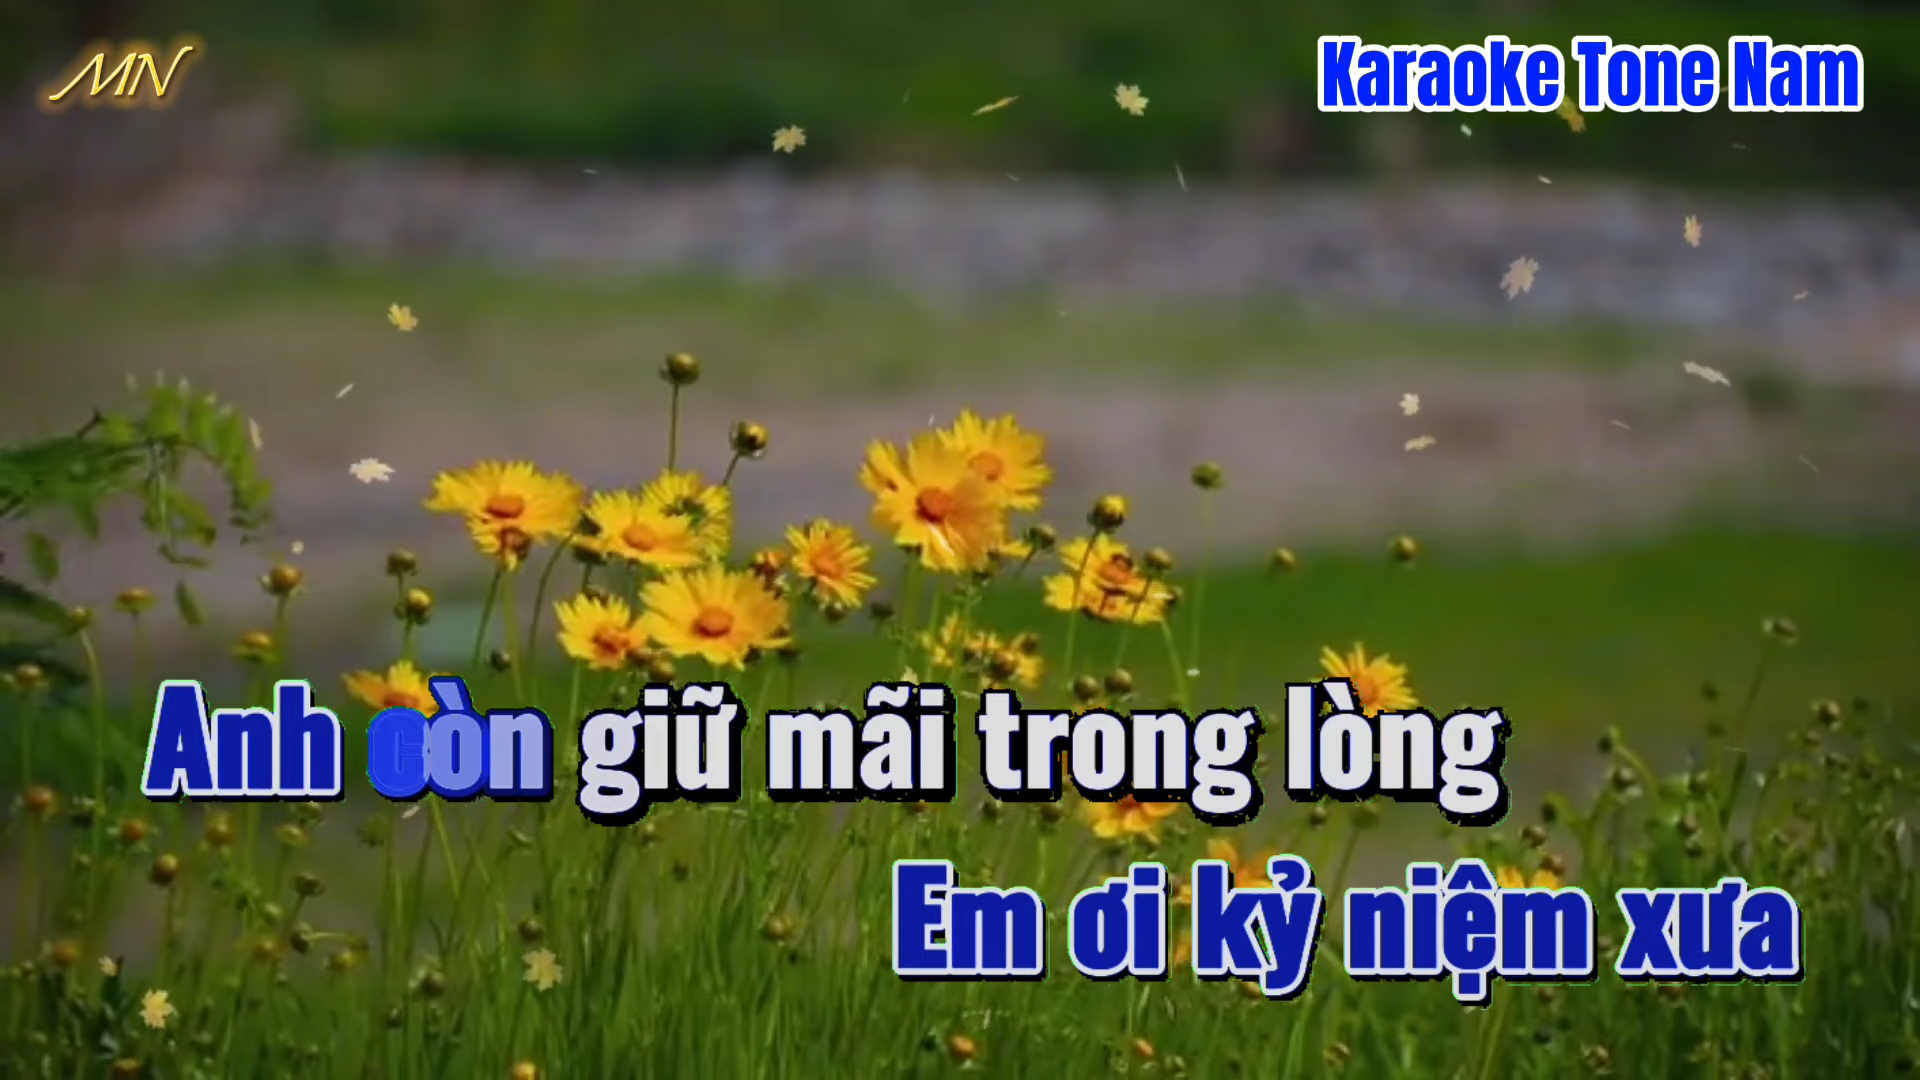 MN
Karaoke Tone Nam
Anh còn giữ mãi trong lòng
Em ơi kỷ niệm xưa